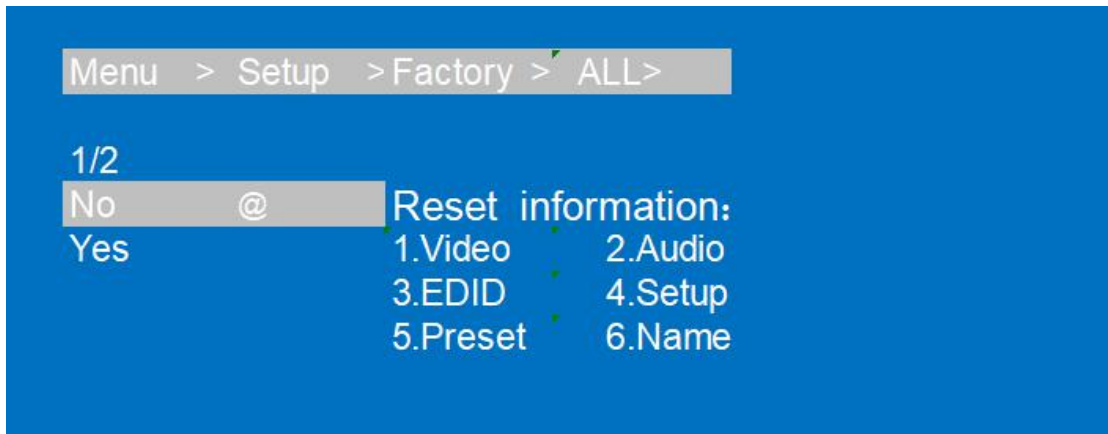 Menu > Setup > Factory > ALL>
1/2
No @ Reset information:
Yes 1.Video 2.Audio
3.EDID 4.Setup
5.Preset 6.Name